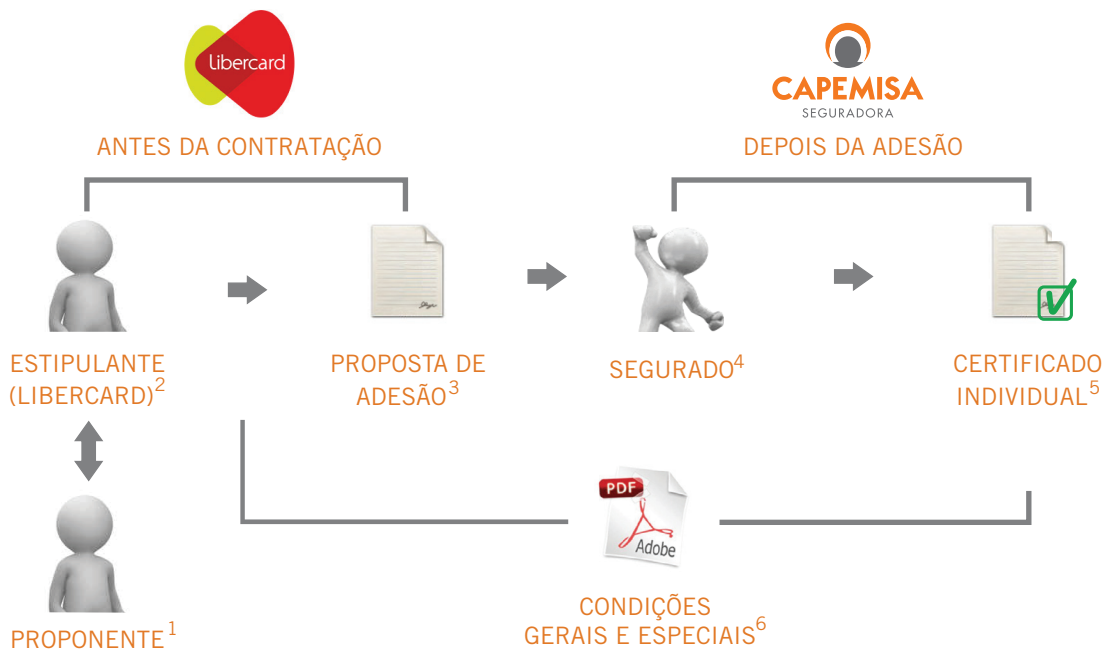 Libercard
CAPEMISA
SEGURADORA
ANTES DA CONTRATAÇÃO
DEPOIS DA ADESÃO
ESTIPULANTE
(LIBERCARD)2
PROPOSTA DE
ADESÃO3
SEGURADO4
CERTIFICADO
INDIVIDUAL5
PDF
Adobe
PROPONENTE1
CONDIÇÕES
GERAIS E ESPECIAIS6